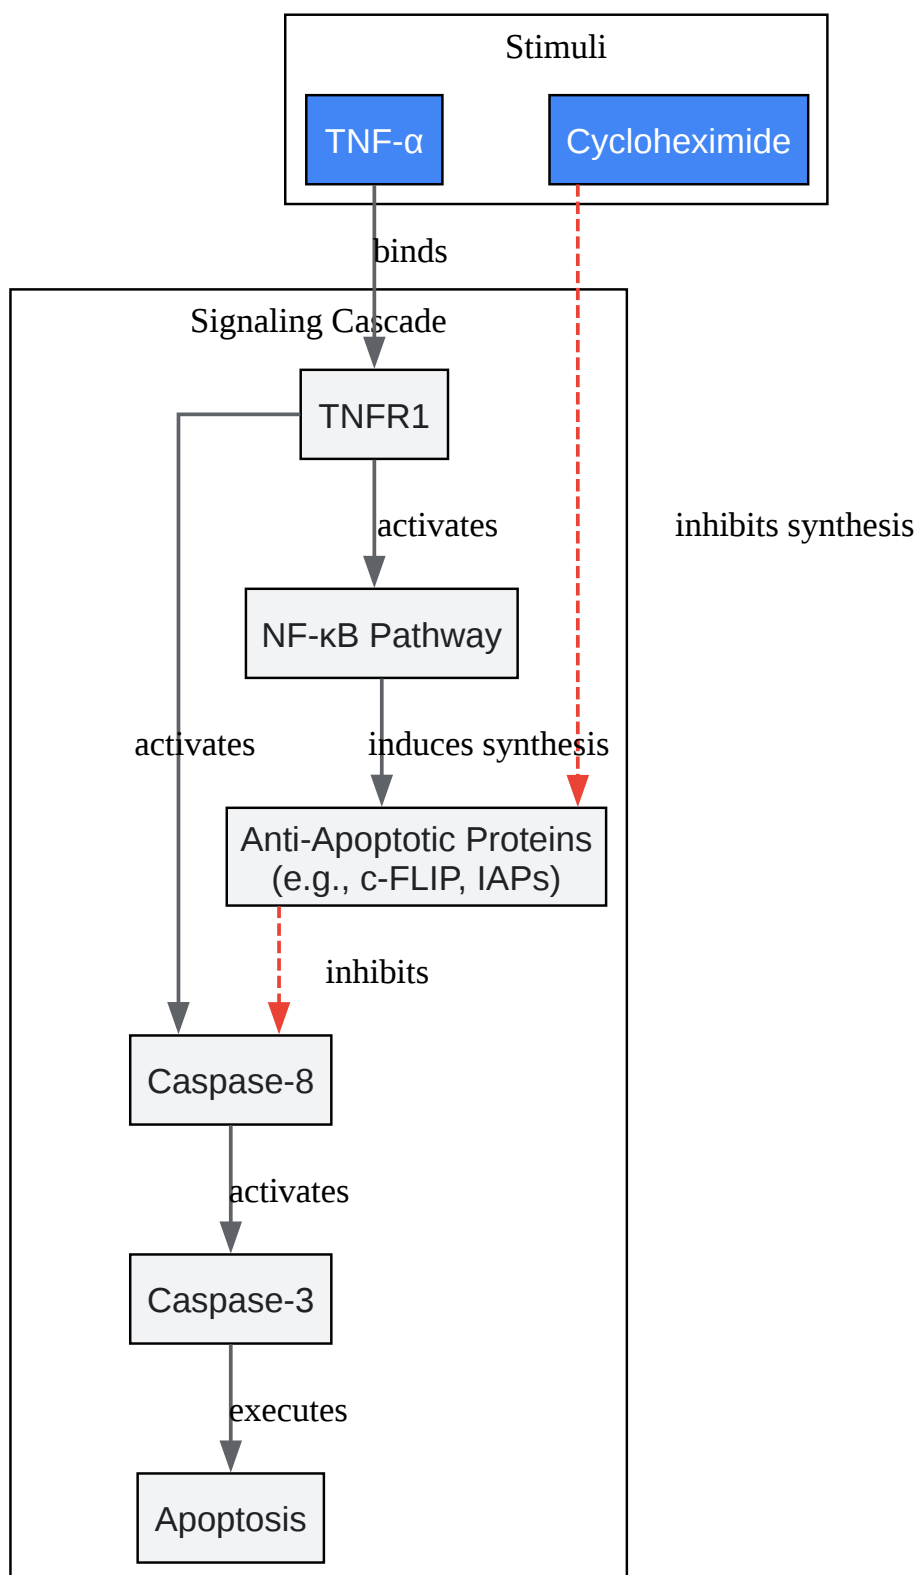 Stimuli
TNF-α
Cycloheximide
binds
Signaling Cascade
TNFR1
activates
inhibits synthesis
NF-κB Pathway
activates
induces synthesis
Anti-Apoptotic Proteins
(e.g., c-FLIP, IAPs)
inhibits
Caspase-8
activates
Caspase-3
executes
Apoptosis